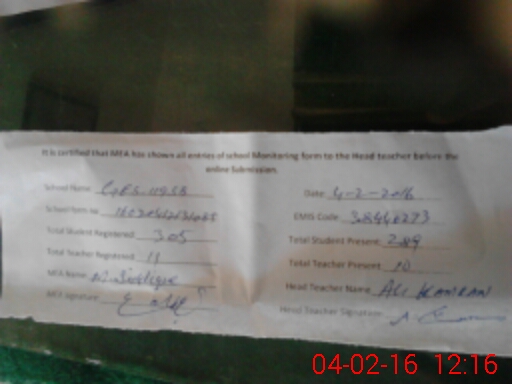 It is certified that MEA has shown all entries of school Monitoring form to the Head teacher before the
online Submission.
School Name
Date 4-2-2016
School form no
EMIS Code 38440273
Total Student Registered 305
Total Student Present 289
Total Teacher Registered 11
Total Teacher Present 10
MEA Name
Head Teacher Name ALI KAMRAN
MEA signature
Head Teacher Signature
04-02-16 12:16